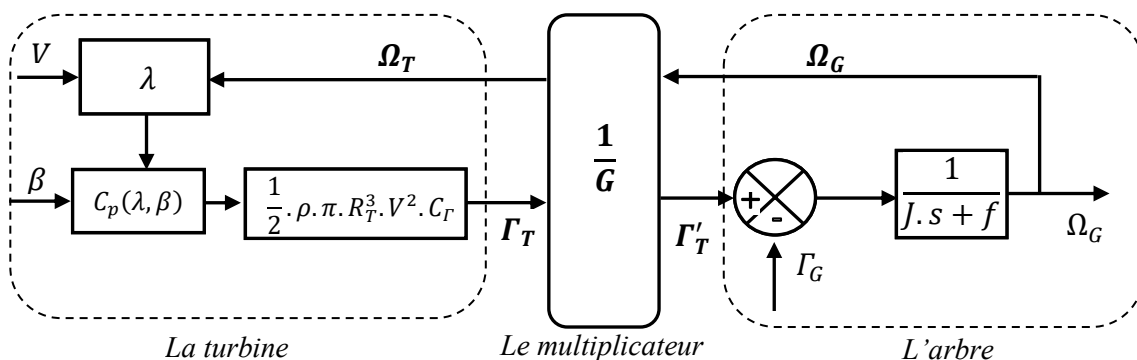 V
λ
Ω_T
β
C_p(λ, β)
1/2 . ρ. π. R_T^3. V^2. C_Γ
Γ_T
La turbine
1/G
Le multiplicateur
Ω_G
Γ'_T
+
-
Γ_G
1/(J. s + f)
Ω_G
L'arbre